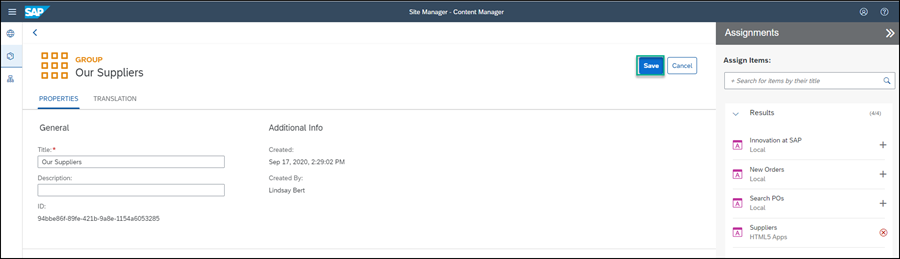 SAP
Site Manager - Content Manager
GROUP
Our Suppliers
Save
Cancel
PROPERTIES
TRANSLATION
General
Title:*
Our Suppliers
Description:
ID:
94bbe86f-89fe-421b-9a8e-1154a6053285
Additional Info
Created:
Sep 17, 2020, 2:29:02 PM
Created By:
Lindsay Bert
Assignments
Assign Items:
+ Search for items by their title
Results (4/4)
Innovation at SAP
Local
New Orders
Local
Search POs
Local
Suppliers
HTML5 Apps